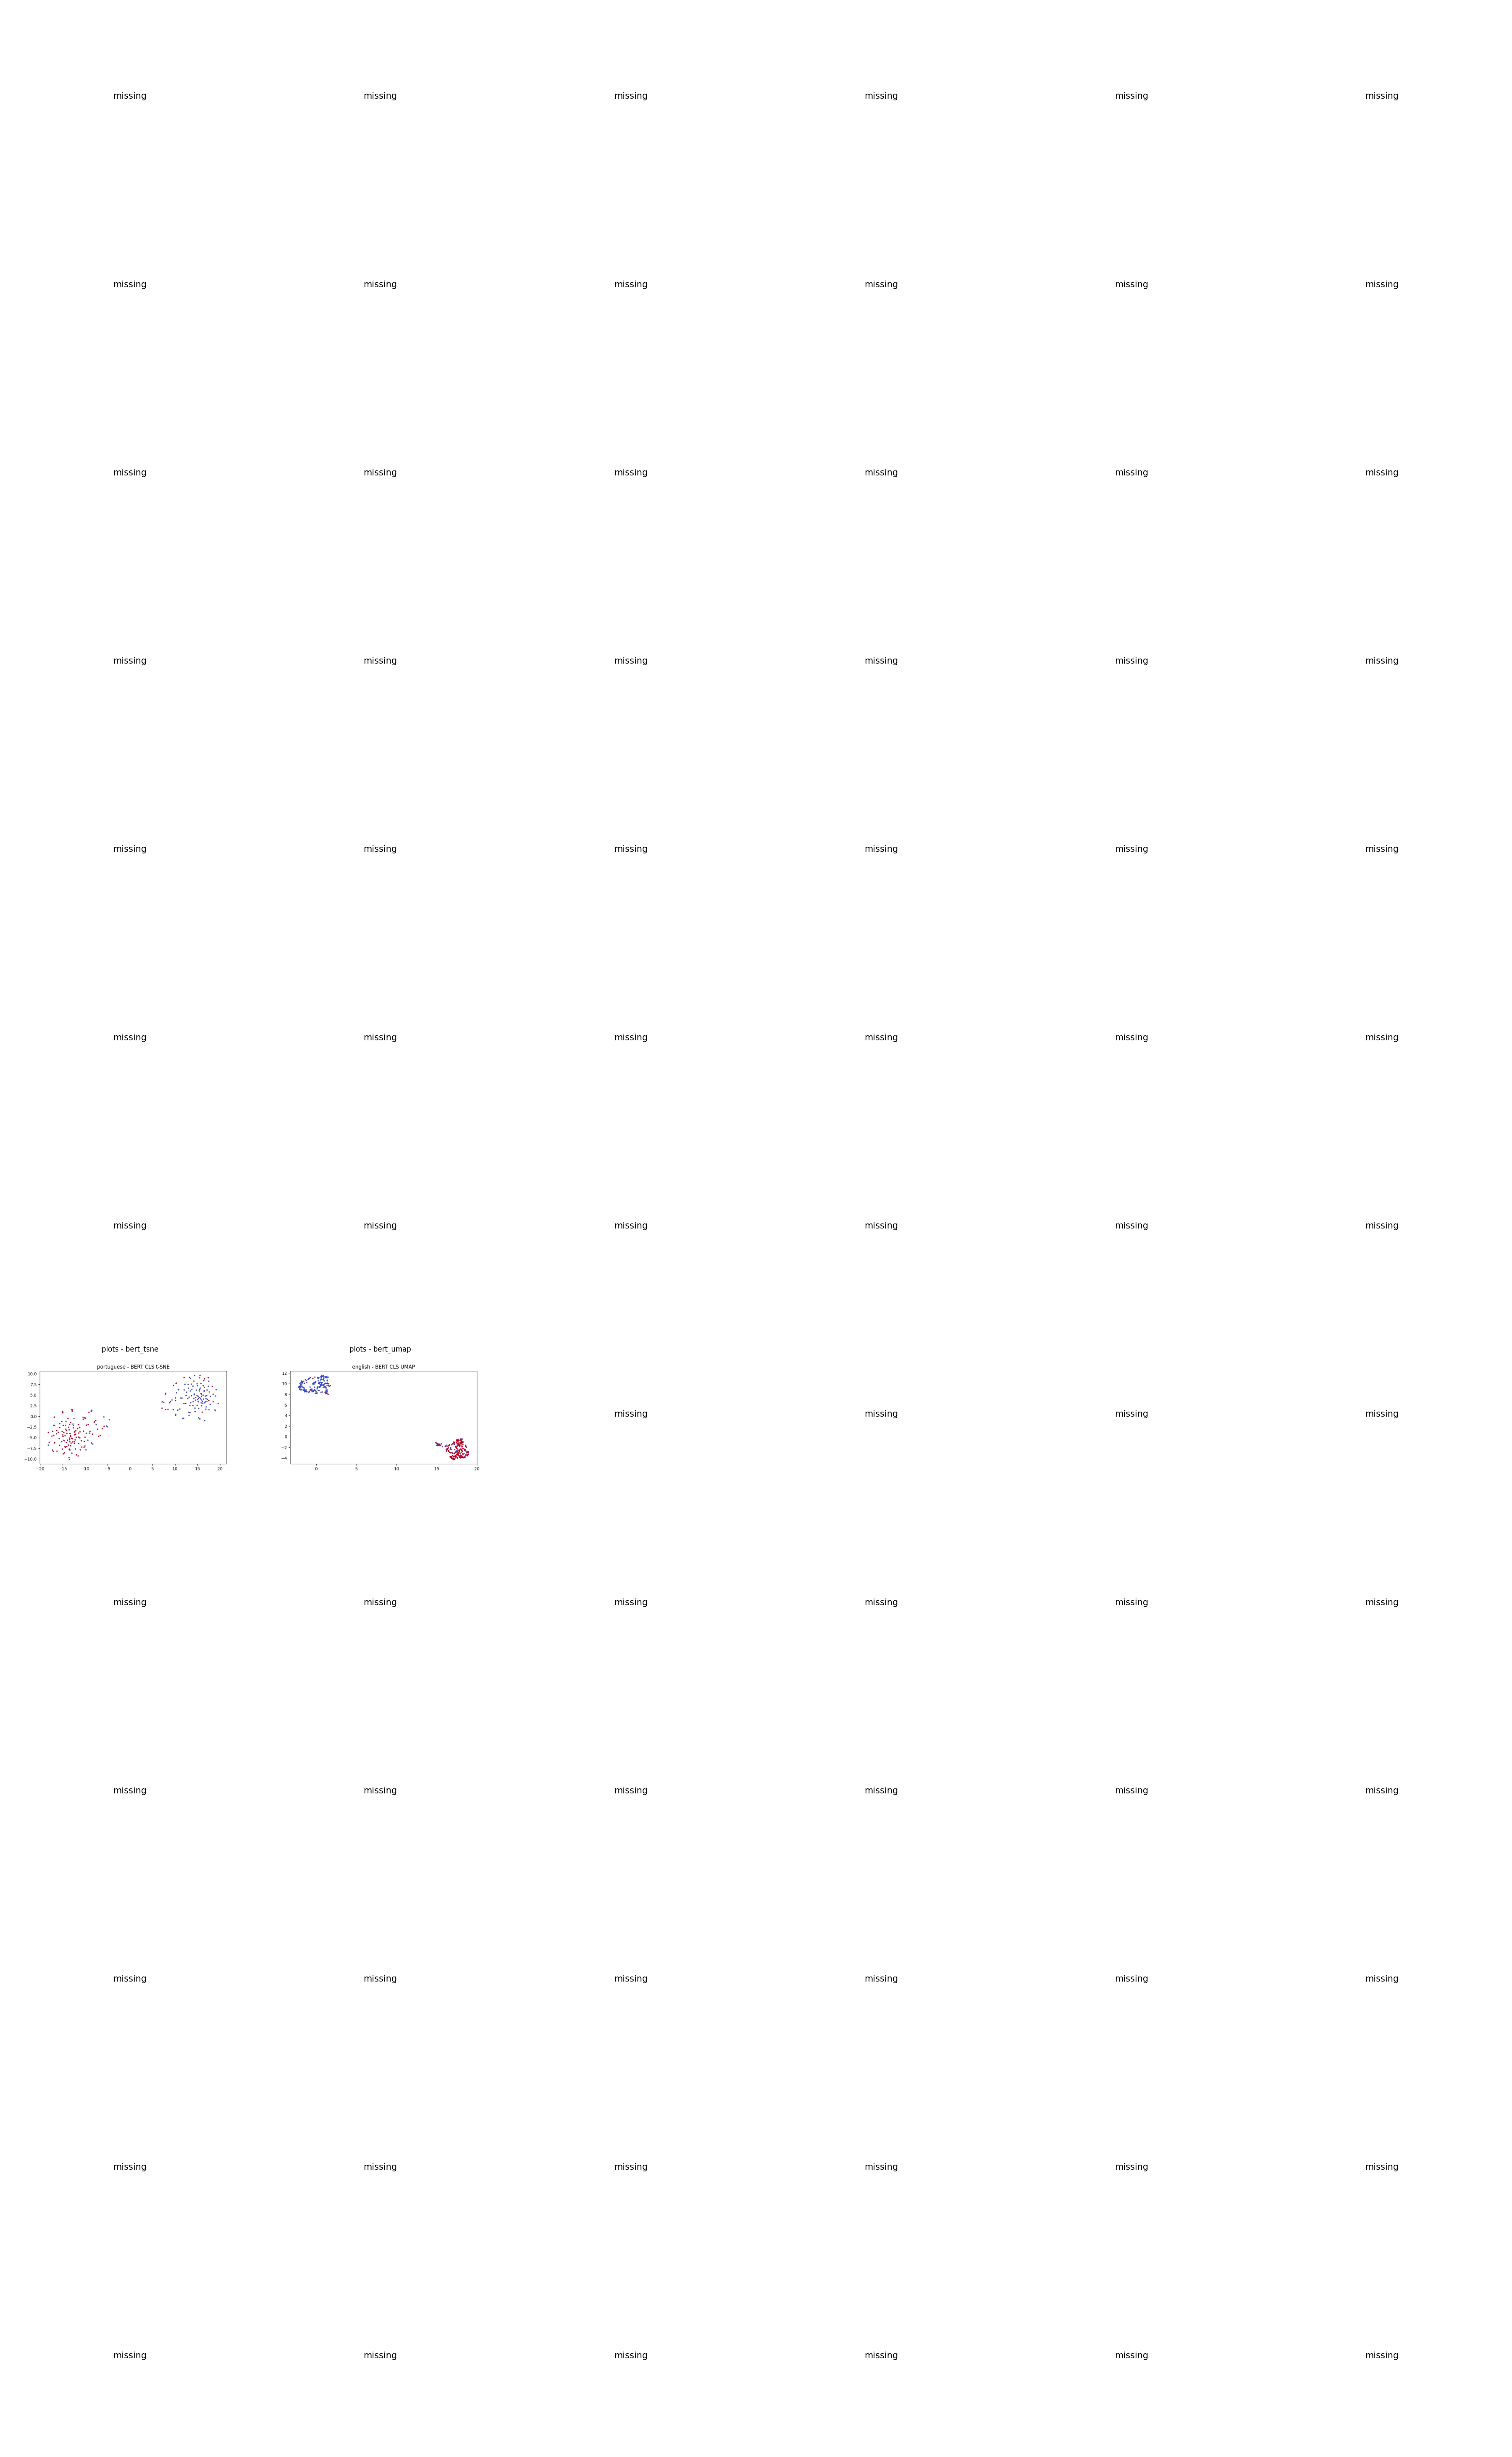 missing missing missing missing missing missing
missing missing missing missing missing missing
missing missing missing missing missing missing
missing missing missing missing missing missing
missing missing missing missing missing missing
missing missing missing missing missing missing
missing missing missing missing missing missing
plots - bert_tsne plots - bert_umap
portuguese - BERT CLS t-SNE english - BERT CLS UMAP
10.0
7.5
5.0
2.5
0.0
−2.5
−5.0
−7.5
−10.0
−20 −15 −10 −5 0 5 10 15 20
12
10
8
6
4
2
0
−2
−4
0 5 10 15 20
missing missing missing missing
missing missing missing missing missing missing
missing missing missing missing missing missing
missing missing missing missing missing missing
missing missing missing missing missing missing
missing missing missing missing missing missing